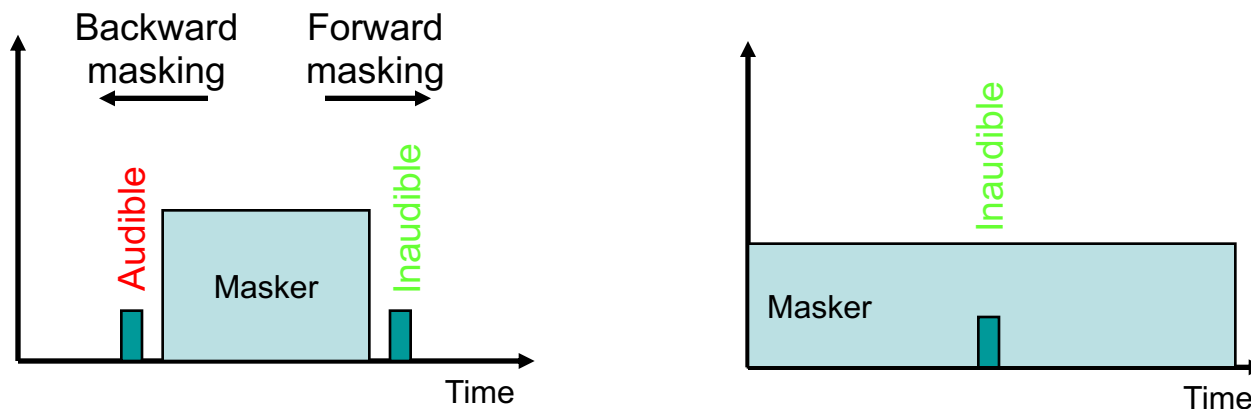 Backward
masking
Forward
masking
Audible
Inaudible
Masker
Time
Inaudible
Masker
Time